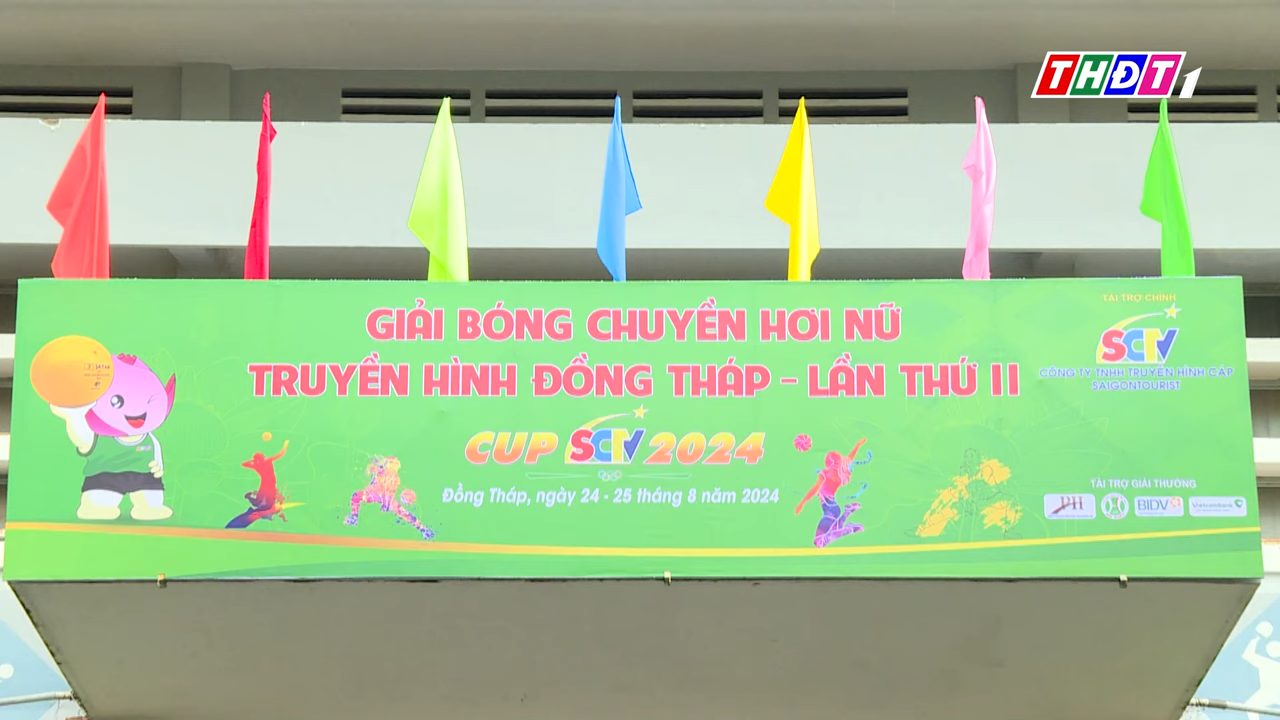 THĐT1
GIẢI BÓNG CHUYỀN HƠI NỮ
TRUYỀN HÌNH ĐỒNG THÁP - LẦN THỨ II
CUP SCTV 2024
Đồng Tháp, ngày 24 - 25 tháng 8 năm 2024
TÀI TRỢ CHÍNH
SCTV
CÔNG TY TNHH TRUYỀN HÌNH CÁP
SAIGONTOURIST
TÀI TRỢ GIẢI THƯỞNG
PH
BIDV
Vietcombank